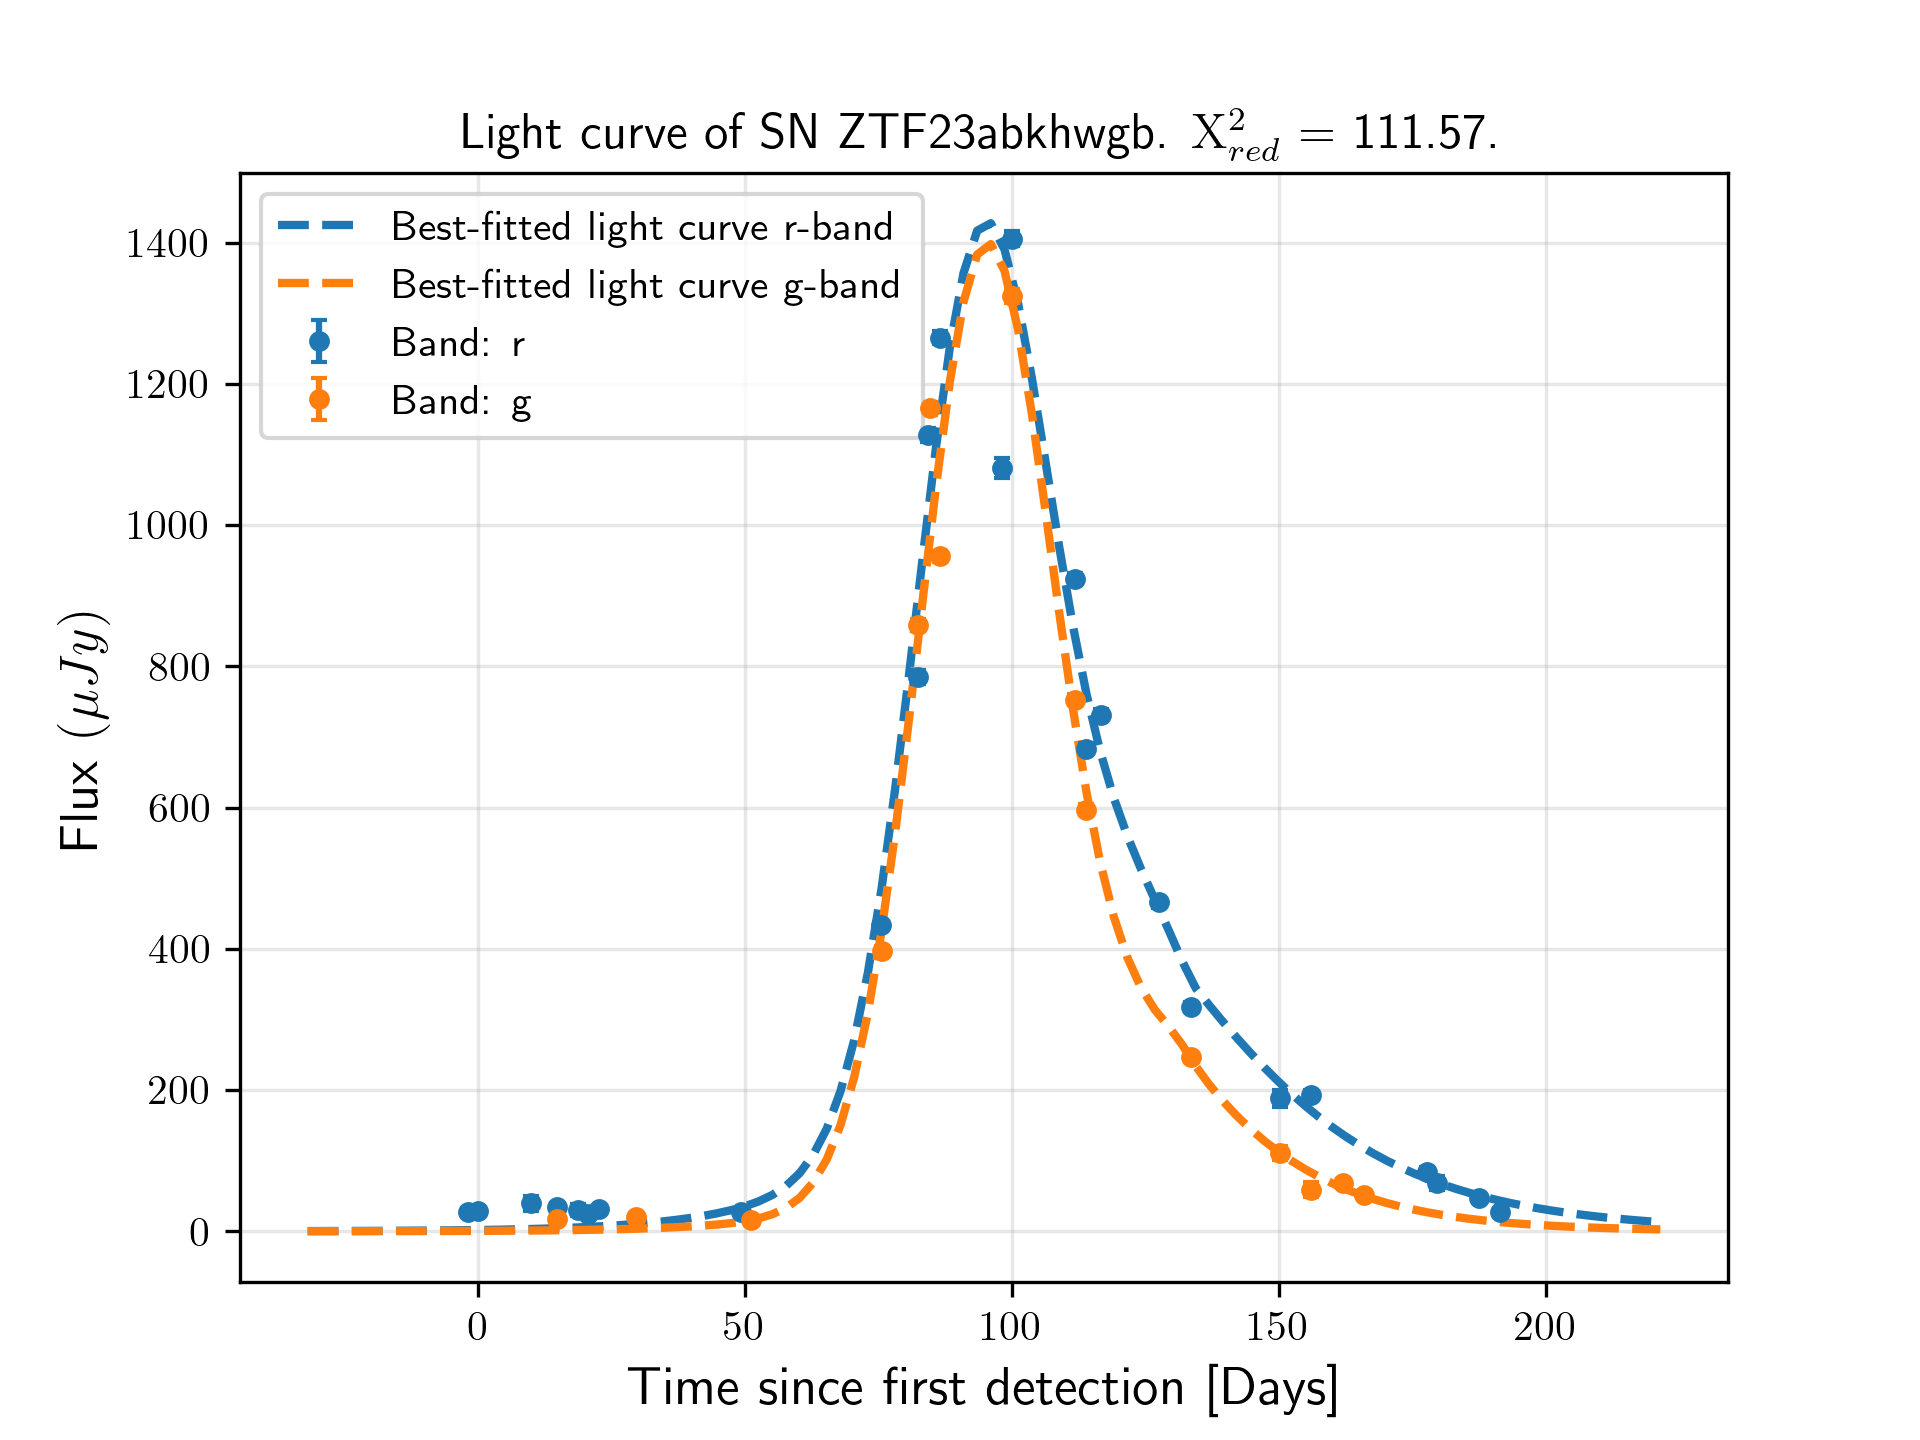 Light curve of SN ZTF23abkhwgb. X²_red = 111.57.
Best-fitted light curve r-band
Best-fitted light curve g-band
Band: r
Band: g
1400
1200
1000
800
600
400
200
0
Flux (μJy)
0 50 100 150 200
Time since first detection [Days]